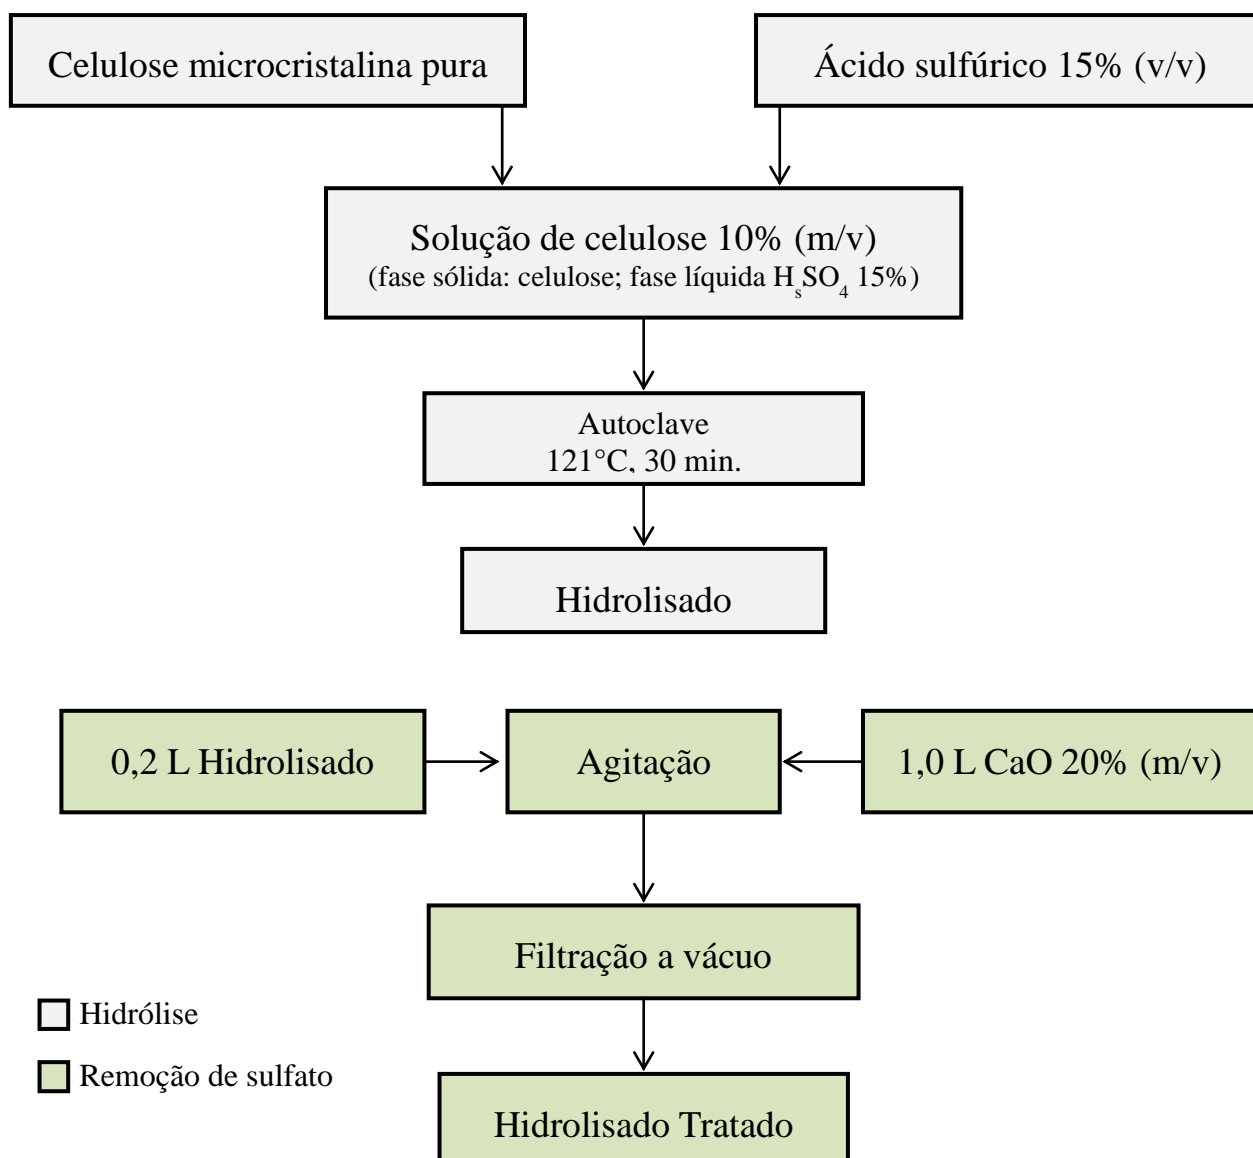 Celulose microcristalina pura
Ácido sulfúrico 15% (v/v)
Solução de celulose 10% (m/v)
(fase sólida: celulose; fase líquida HₛSO₄ 15%)
Autoclave
121°C, 30 min.
Hidrolisado
0,2 L Hidrolisado
Agitação
1,0 L CaO 20% (m/v)
Filtração a vácuo
Hidrólise
Remoção de sulfato
Hidrolisado Tratado